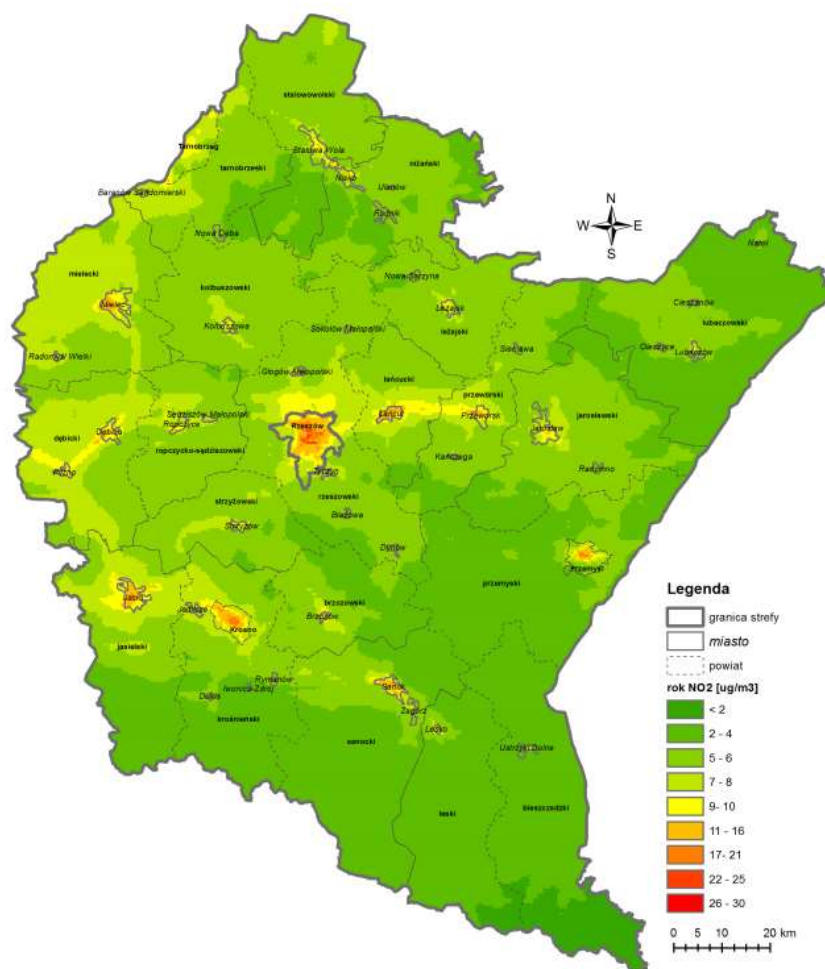 stalowowolski
Tarnobrzeg
Stalowa Wola
niżański
tarnobrzeski
Nisko
Ulanów
Baranów Sandomierski
Rudnik
Nowa Dęba
N
W
E
S
Narol
mielecki
kolbuszowski
Nowa Sarzyna
Mielec
Leżajsk
Cieszanów
Kolbuszowa
Sokołów Małopolski
leżajski
lubaczowski
Radomyśl Wielki
Sieniawa
Oleszyce
Lubaczów
Głogów Małopolski
łańcucki
przeworski
Sędziszów Małopolski
Ropczyce
Łańcut
Przeworsk
jarosławski
dębicki
Dębica
Rzeszów
Jarosław
ropczycko-sędziszowski
Kańczuga
Pilzno
Tyczyn
Radymno
strzyżowski
rzeszowski
Strzyżów
Błażowa
Dynów
przemyski
Przemyśl
Jasło
Jedlicze
brzozowski
Krosno
Brzozów
jasielski
Rymanów
Iwonicz-Zdrój
Dukla
Sanok
Zagórz
krośnieński
Lesko
sanocki
Ustrzyki Dolne
leski
bieszczadzki
Legenda
granica strefy
miasto
powiat
rok NO2 [ug/m3]
< 2
2 - 4
5 - 6
7 - 8
9- 10
11 - 16
17- 21
22 - 25
26 - 30
0 5 10 20 km